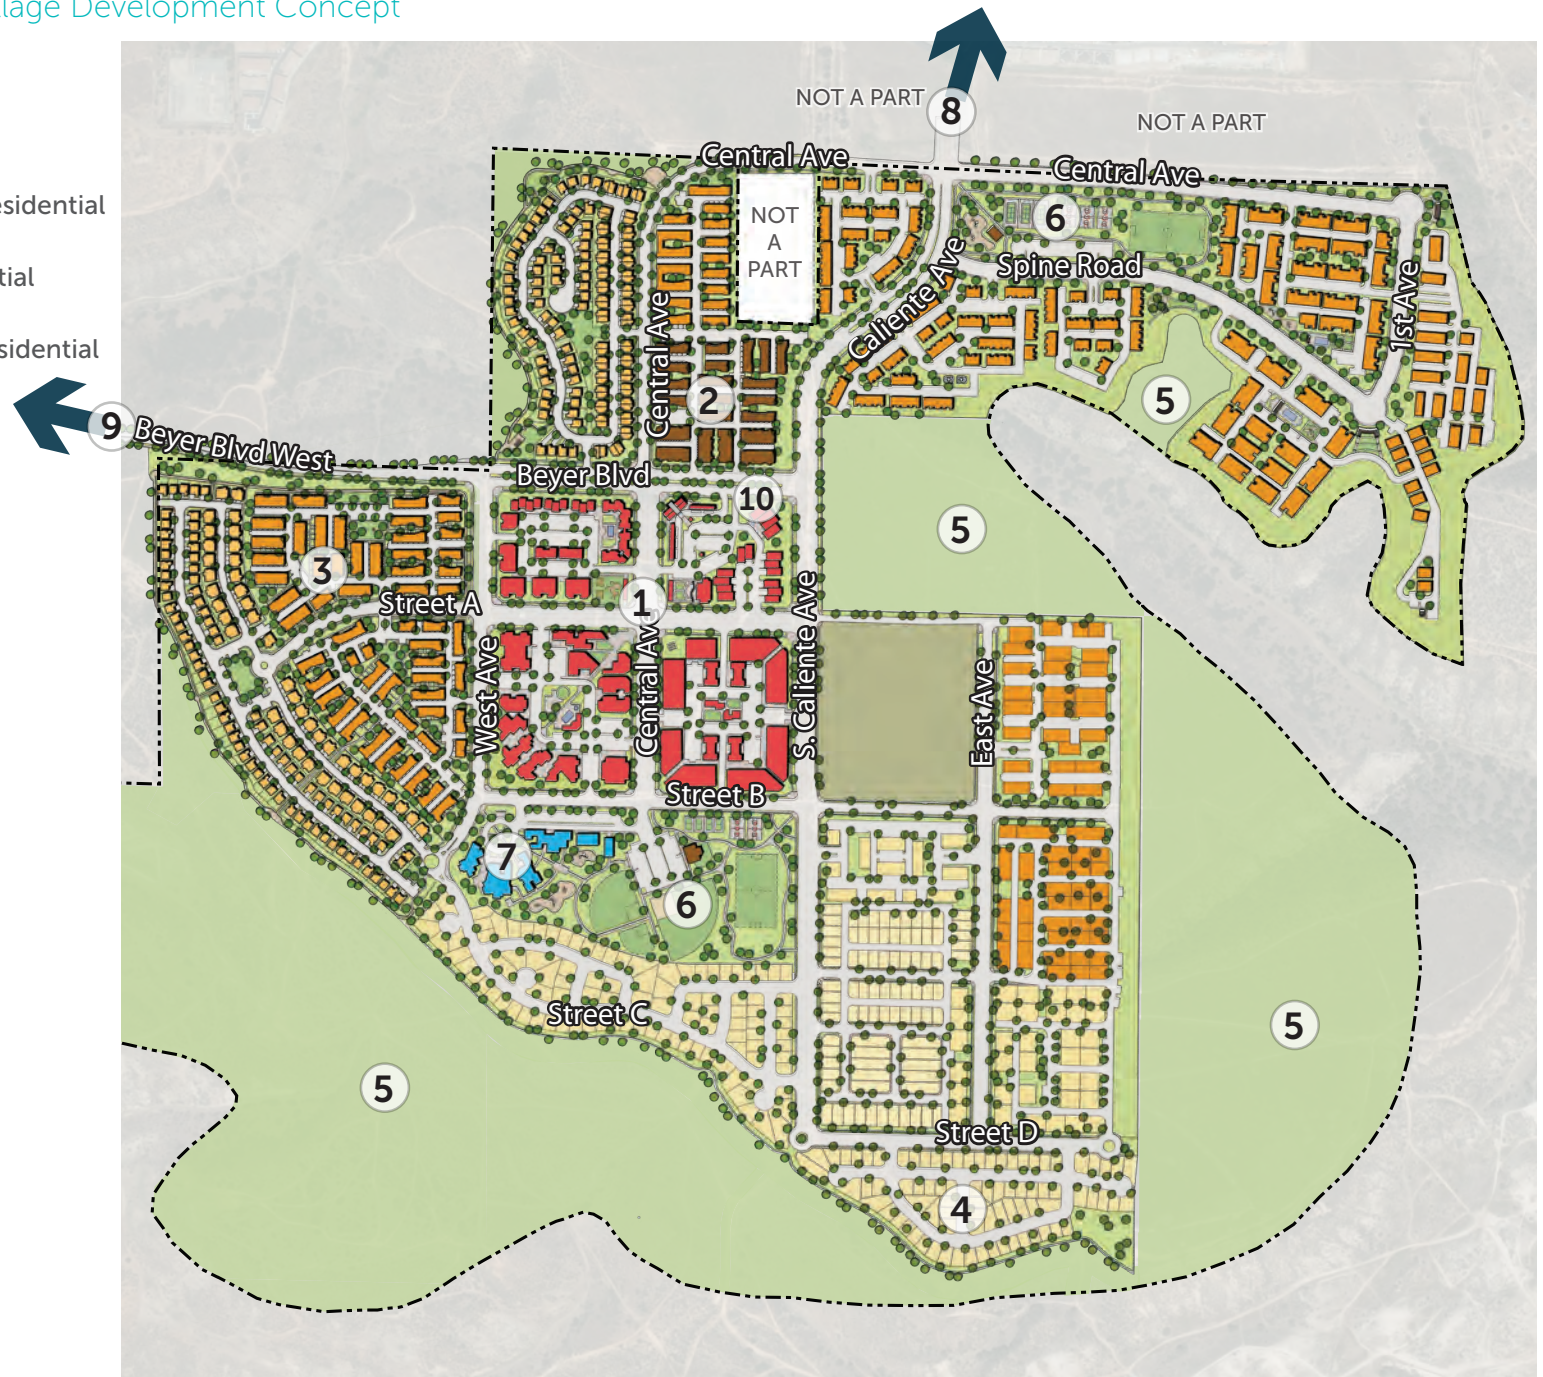 lage Development Concept
NOT A PART
8
NOT A PART
Central Ave
Central Ave
esidential
NOT
A
PART
6
Caliente Ave
Spine Road
tial
1st Ave
Central Ave
sidential
2
5
9
Beyer Blvd West
Beyer Blvd
10
5
3
Street A
1
S. Caliente Ave
West Ave
Central Ave
East Ave
Street B
7
6
Street C
5
5
Street D
4